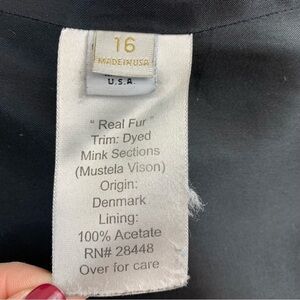 16
MADE IN USA
U.S.A.
" Real Fur "
Trim: Dyed
Mink Sections
(Mustela Vison)
Origin:
Denmark
Lining:
100% Acetate
RN# 28448
Over for care